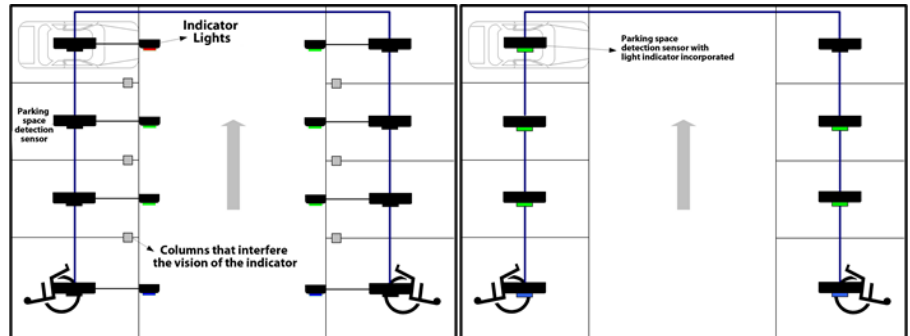 Indicator
Lights
Parking
space
detection
sensor
Columns that interfere
the vision of the indicator
Parking space
detection sensor with
light indicator incorporated